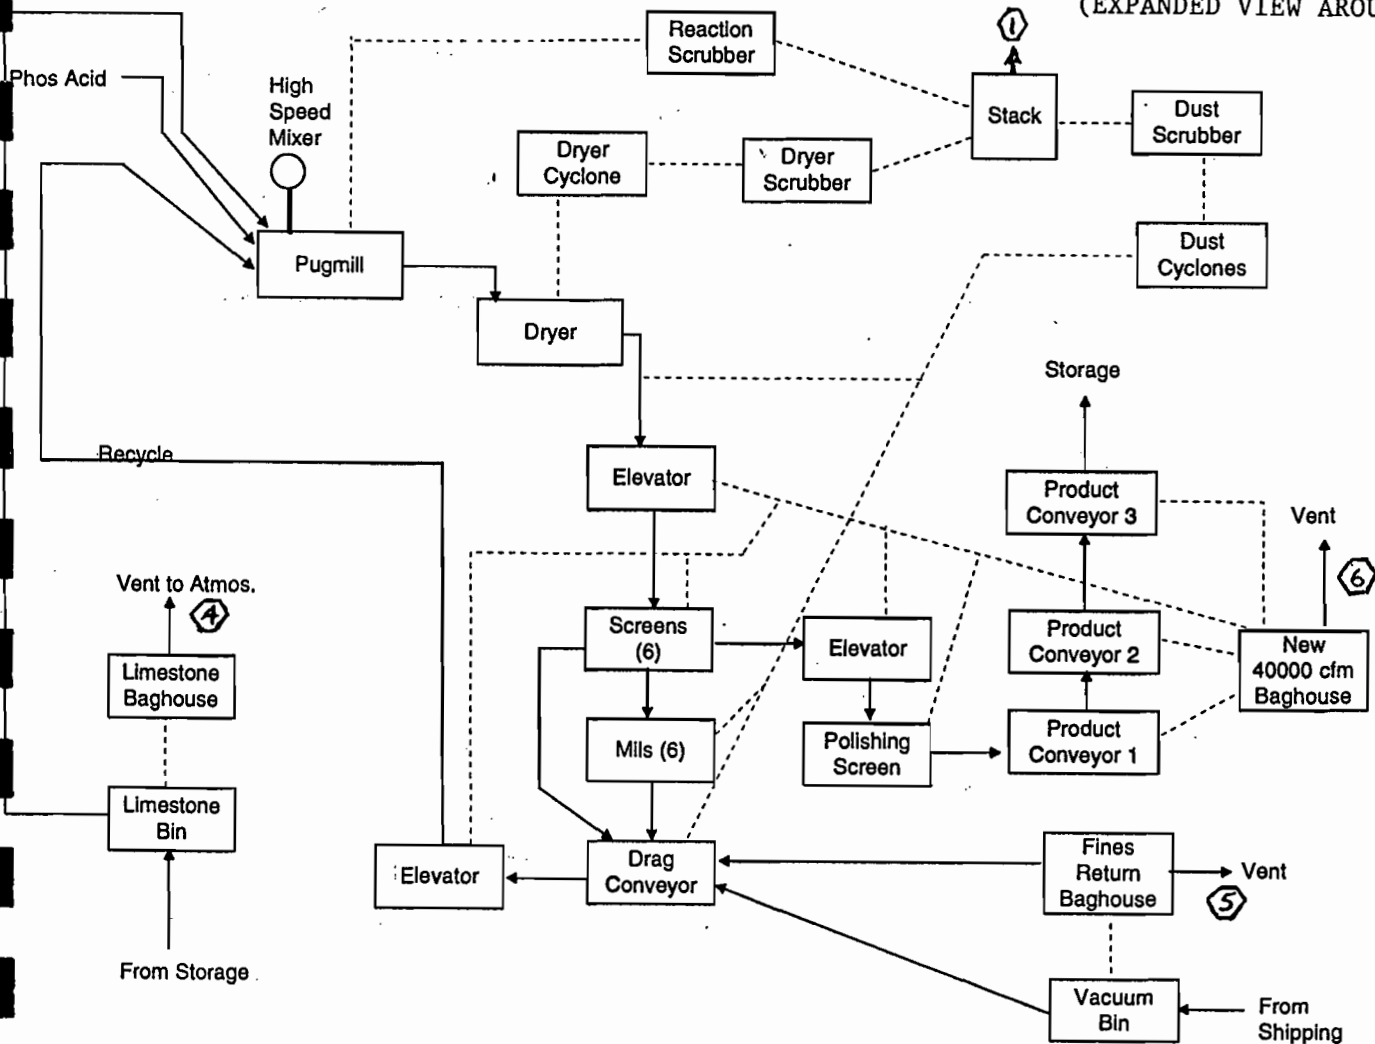 (EXPANDED VIEW AROU
1
Reaction
Scrubber
Phos Acid
High
Speed
Mixer
Stack
Dust
Scrubber
Dryer
Cyclone
Dryer
Scrubber
Dust
Cyclones
Pugmill
Dryer
Storage
Recycle
Elevator
Product
Conveyor 3
Vent
6
Vent to Atmos.
4
Screens
(6)
Elevator
Product
Conveyor 2
New
40000 cfm
Baghouse
Limestone
Baghouse
Mils (6)
Polishing
Screen
Product
Conveyor 1
Limestone
Bin
Elevator
Drag
Conveyor
Fines
Return
Baghouse
Vent
5
From Storage
Vacuum
Bin
From
Shipping